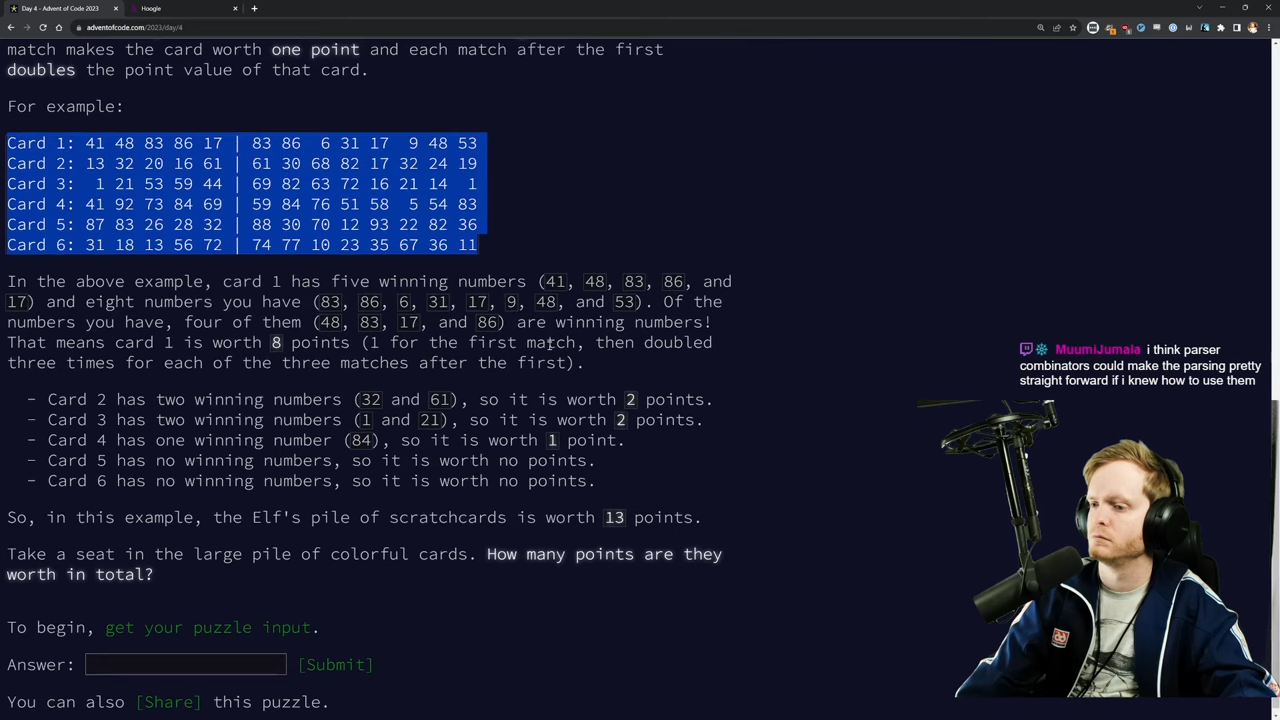 Day 4 - Advent of Code 2023
Hoogle
adventofcode.com/2023/day/4
match makes the card worth one point and each match after the first
doubles the point value of that card.
For example:
Card 1: 41 48 83 86 17 | 83 86  6 31 17  9 48 53
Card 2: 13 32 20 16 61 | 61 30 68 82 17 32 24 19
Card 3:  1 21 53 59 44 | 69 82 63 72 16 21 14  1
Card 4: 41 92 73 84 69 | 59 84 76 51 58  5 54 83
Card 5: 87 83 26 28 32 | 88 30 70 12 93 22 82 36
Card 6: 31 18 13 56 72 | 74 77 10 23 35 67 36 11
In the above example, card 1 has five winning numbers (41, 48, 83, 86, and
17) and eight numbers you have (83, 86, 6, 31, 17, 9, 48, and 53). Of the
numbers you have, four of them (48, 83, 17, and 86) are winning numbers!
That means card 1 is worth 8 points (1 for the first match, then doubled
three times for each of the three matches after the first).
- Card 2 has two winning numbers (32 and 61), so it is worth 2 points.
- Card 3 has two winning numbers (1 and 21), so it is worth 2 points.
- Card 4 has one winning number (84), so it is worth 1 point.
- Card 5 has no winning numbers, so it is worth no points.
- Card 6 has no winning numbers, so it is worth no points.
So, in this example, the Elf's pile of scratchcards is worth 13 points.
Take a seat in the large pile of colorful cards. How many points are they
worth in total?
To begin, get your puzzle input.
Answer: [Submit]
You can also [Share] this puzzle.
MuumiJumala i think parser
combinators could make the parsing pretty
straight forward if i knew how to use them